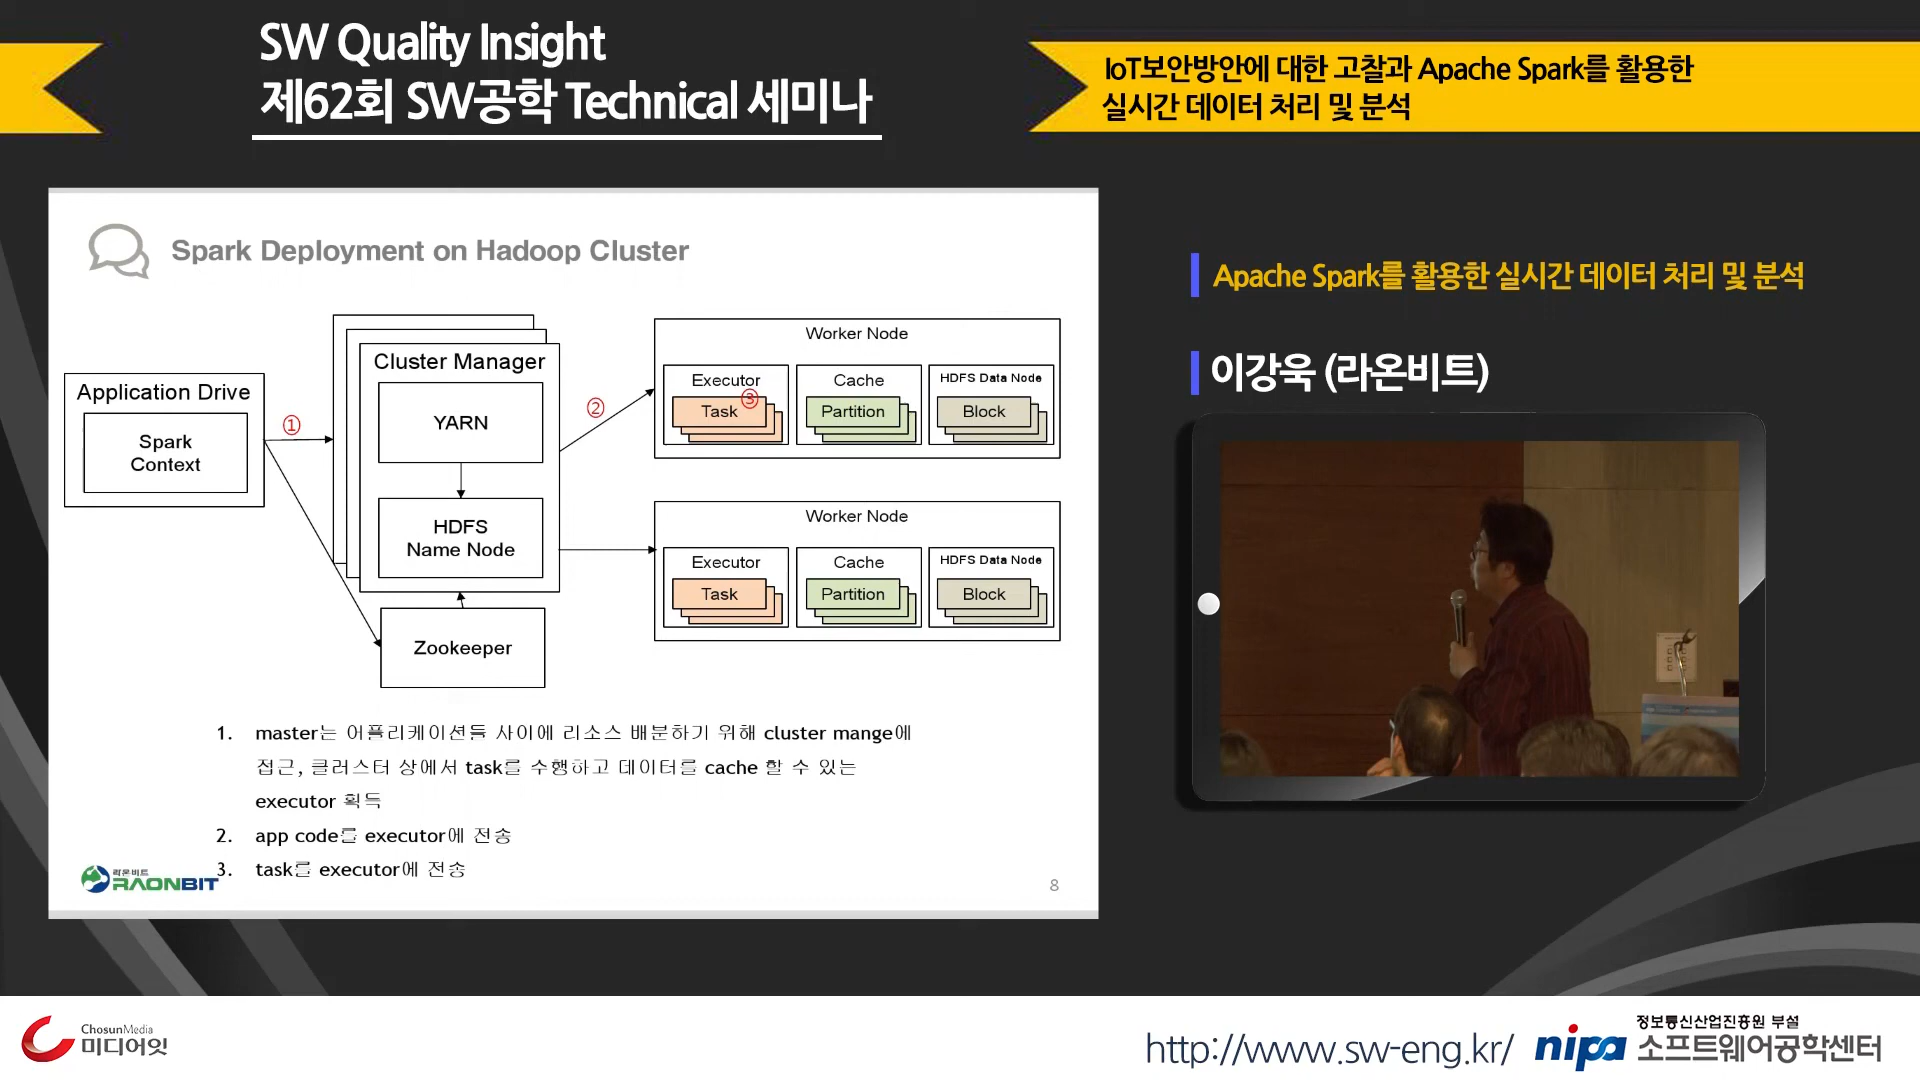 SW Quality Insight
제62회 SW공학 Technical 세미나
IoT보안방안에 대한 고찰과 Apache Spark를 활용한
실시간 데이터 처리 및 분석
Spark Deployment on Hadoop Cluster
Application Drive
Spark
Context
①
Cluster Manager
YARN
HDFS
Name Node
Zookeeper
②
Worker Node
Executor
Task
③
Cache
Partition
HDFS Data Node
Block
Worker Node
Executor
Task
Cache
Partition
HDFS Data Node
Block
1. master는 어플리케이션들 사이에 리소스 배분하기 위해 cluster mange에
접근, 클러스터 상에서 task를 수행하고 데이터를 cache 할 수 있는
executor 획득
2. app code를 executor에 전송
3. task를 executor에 전송
라온비트
RAONBIT
8
Apache Spark를 활용한 실시간 데이터 처리 및 분석
이강욱 (라온비트)
ChosunMedia
미디어잇
http://www.sw-eng.kr/
nipa
정보통신산업진흥원 부설
소프트웨어공학센터